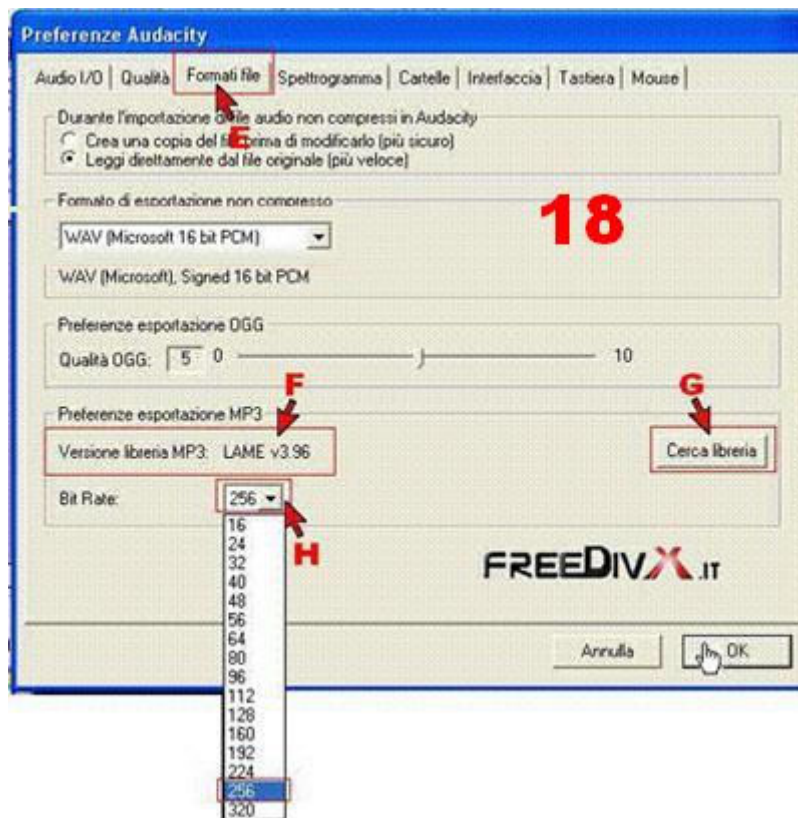 Preferenze Audacity
Audio I/O Qualità Formati file Spettrogramma Cartelle Interfaccia Tastiera Mouse
E
Durante l'importazione di file audio non compressi in Audacity
Crea una copia del file prima di modificarlo (più sicuro)
Leggi direttamente dal file originale (più veloce)
18
Formato di esportazione non compresso
WAV (Microsoft 16 bit PCM)
WAV (Microsoft), Signed 16 bit PCM
Preferenze esportazione OGG
Qualità OGG: 5 0 10
F G
Preferenze esportazione MP3
Versione libreria MP3: LAME v3.96 Cerca libreria
Bit Rate: 256
H
16
24
32
40
48
56
64
80
96
112
128
160
192
224
256
320
FREEDIVX.IT
Annulla OK